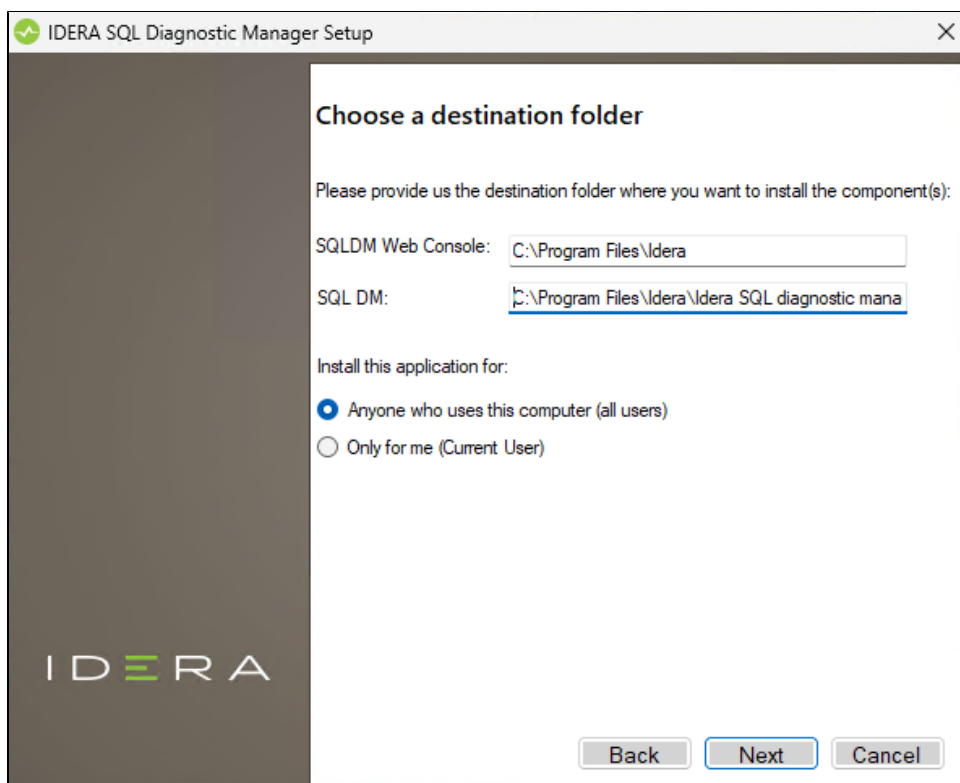 IDERA SQL Diagnostic Manager Setup
Choose a destination folder
Please provide us the destination folder where you want to install the component(s):
SQLDM Web Console: C:\Program Files\Idera
SQL DM: C:\Program Files\Idera\Idera SQL diagnostic mana
Install this application for:
Anyone who uses this computer (all users)
Only for me (Current User)
IDERA
Back Next Cancel